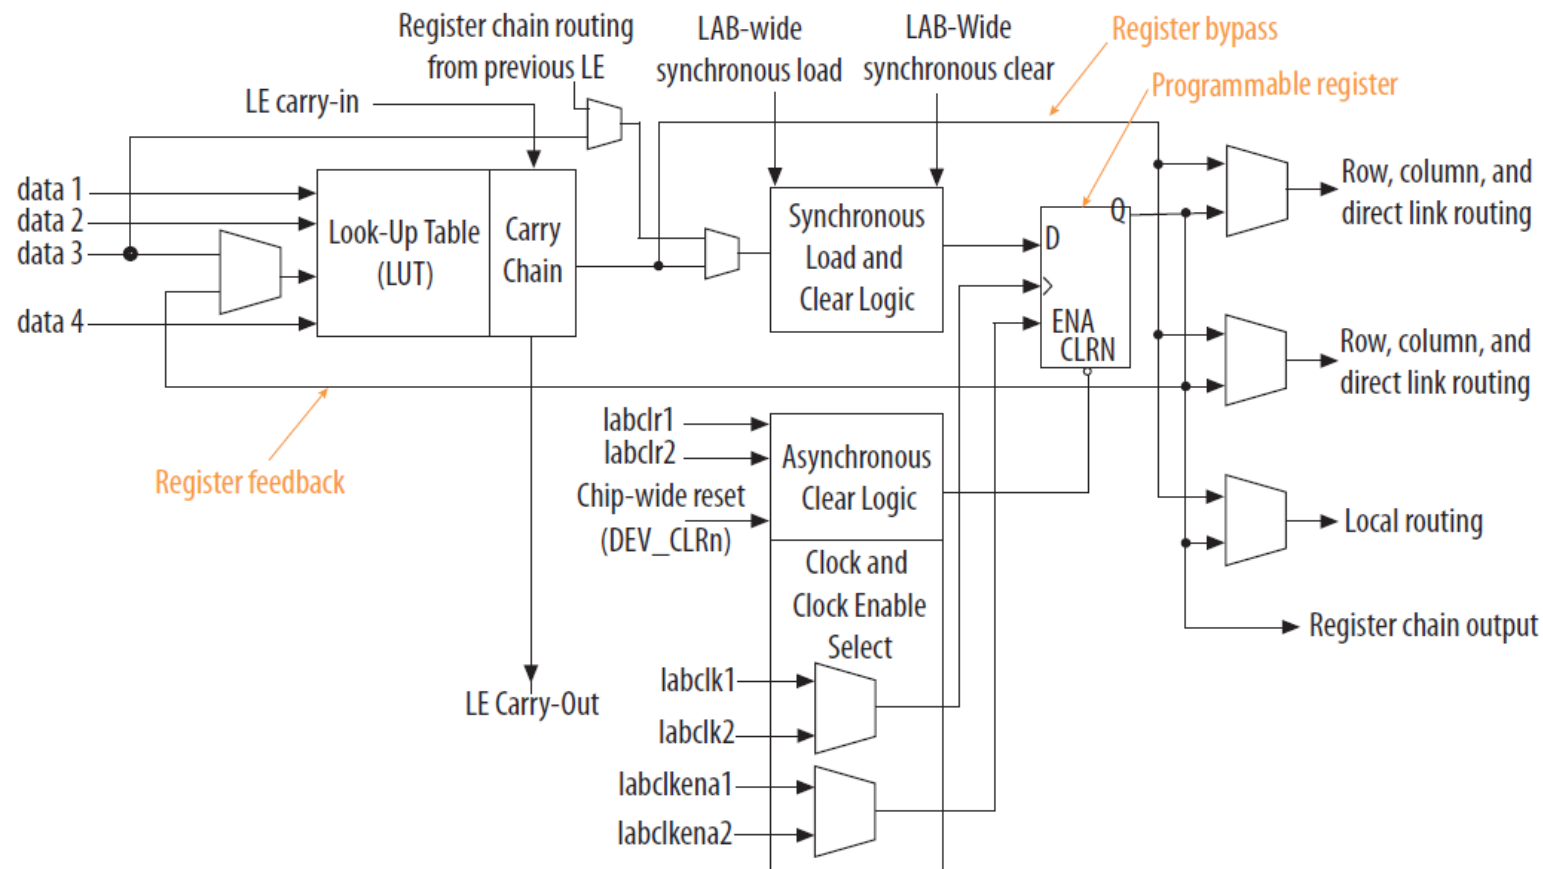 Register chain routing
from previous LE
LAB-wide
synchronous load
LAB-Wide
synchronous clear
Register bypass
Programmable register
LE carry-in
data 1
data 2
data 3
data 4
Look-Up Table
(LUT)
Carry
Chain
Synchronous
Load and
Clear Logic
D
Q
ENA
CLRN
Row, column, and
direct link routing
Row, column, and
direct link routing
Local routing
Register chain output
Register feedback
labclr1
labclr2
Chip-wide reset
(DEV_CLRn)
Asynchronous
Clear Logic
Clock and
Clock Enable
Select
labclk1
labclk2
labclkena1
labclkena2
LE Carry-Out